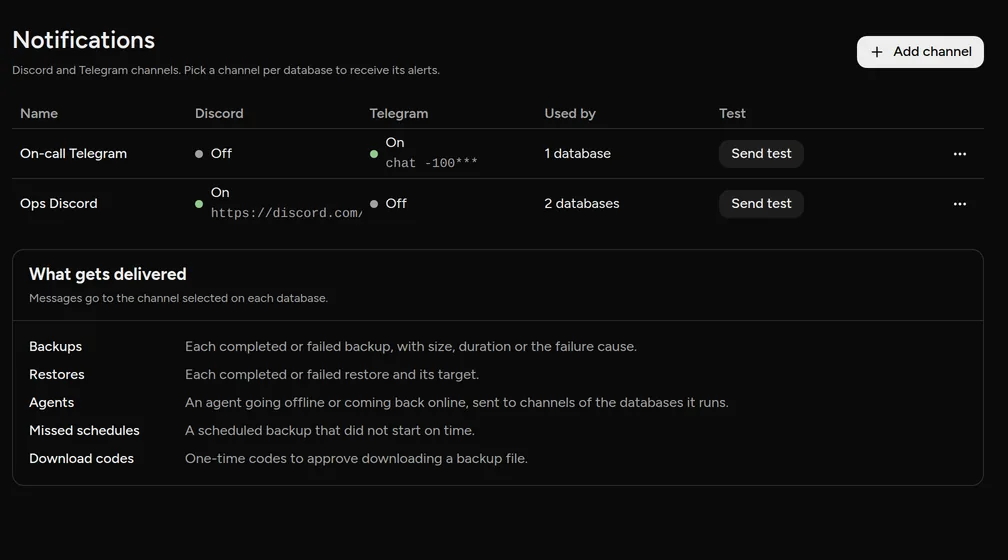 Notifications
Add channel
Discord and Telegram channels. Pick a channel per database to receive its alerts.
Name Discord Telegram Used by Test
On-call Telegram Off On chat -100*** 1 database Send test
Ops Discord On https://discord.com/ Off 2 databases Send test
What gets delivered
Messages go to the channel selected on each database.
Backups Each completed or failed backup, with size, duration or the failure cause.
Restores Each completed or failed restore and its target.
Agents An agent going offline or coming back online, sent to channels of the databases it runs.
Missed schedules A scheduled backup that did not start on time.
Download codes One-time codes to approve downloading a backup file.